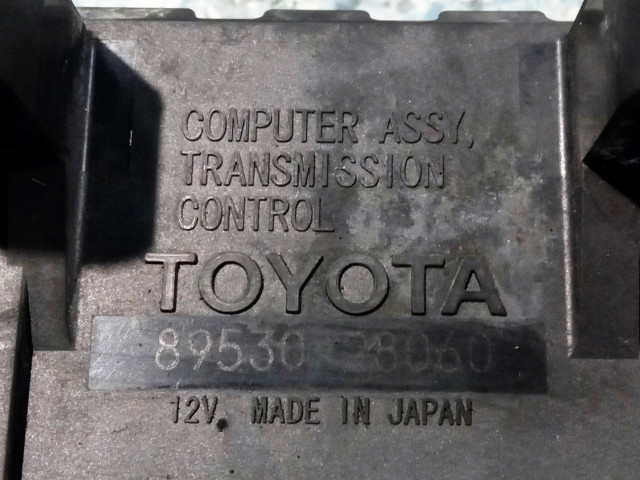 COMPUTER ASSY,
TRANSMISSION
CONTROL
TOYOTA
89530-28060
12V, MADE IN JAPAN